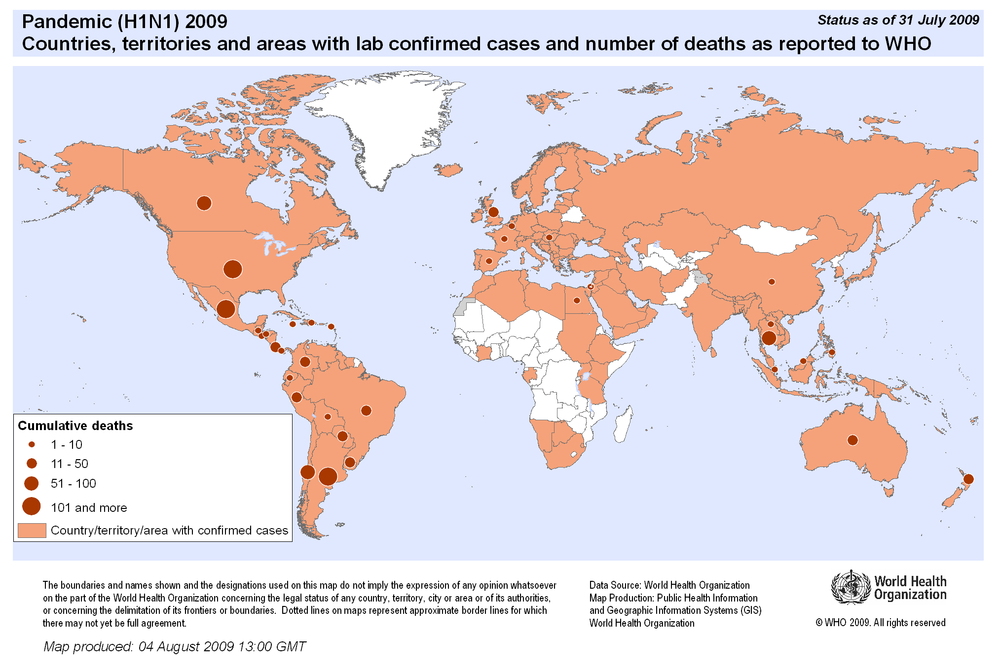 Pandemic (H1N1) 2009
Status as of 31 July 2009
Countries, territories and areas with lab confirmed cases and number of deaths as reported to WHO
Cumulative deaths
1 - 10
11 - 50
51 - 100
101 and more
Country/territory/area with confirmed cases
The boundaries and names shown and the designations used on this map do not imply the expression of any opinion whatsoever
on the part of the World Health Organization concerning the legal status of any country, territory, city or area or of its authorities,
or concerning the delimitation of its frontiers or boundaries.  Dotted lines on maps represent approximate border lines for which
there may not yet be full agreement.
Data Source: World Health Organization
Map Production: Public Health Information
and Geographic Information Systems (GIS)
World Health Organization
World Health
Organization
© WHO 2009. All rights reserved
Map produced: 04 August 2009 13:00 GMT